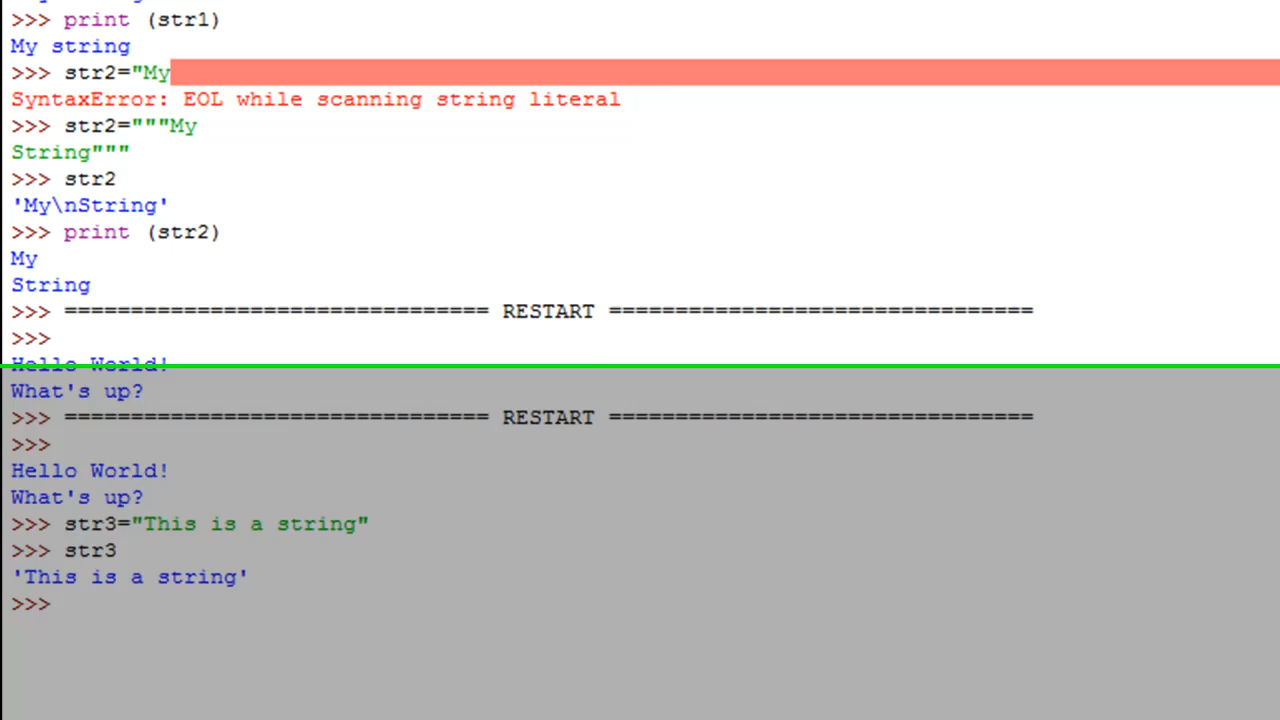 >>> print (str1)
My string
>>> str2="My
SyntaxError: EOL while scanning string literal
>>> str2="""My
String"""
>>> str2
'My\nString'
>>> print (str2)
My
String
>>> ================================ RESTART ================================
>>>
Hello World!
What's up?
>>> ================================ RESTART ================================
>>>
Hello World!
What's up?
>>> str3="This is a string"
>>> str3
'This is a string'
>>>